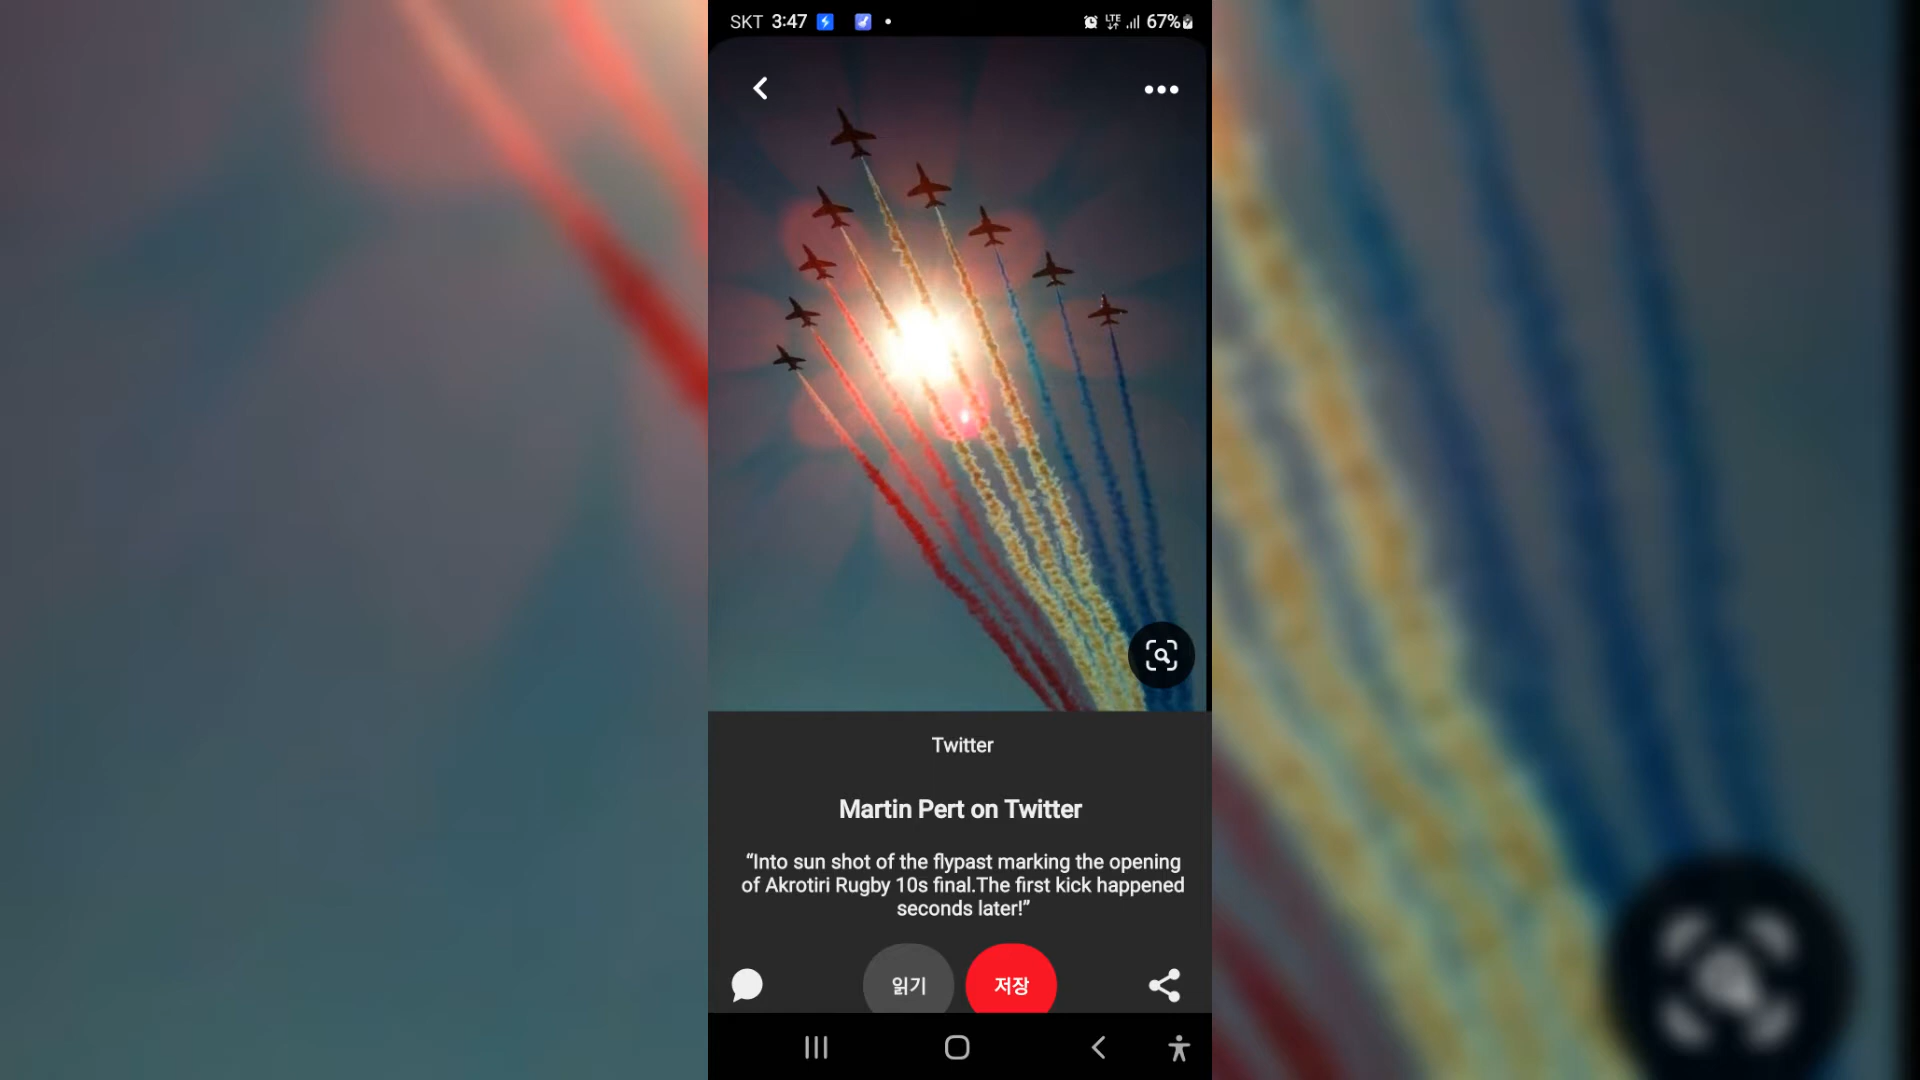 SKT 3:47 LTE 67%
Twitter
Martin Pert on Twitter
“Into sun shot of the flypast marking the opening
of Akrotiri Rugby 10s final.The first kick happened
seconds later!”
읽기 저장